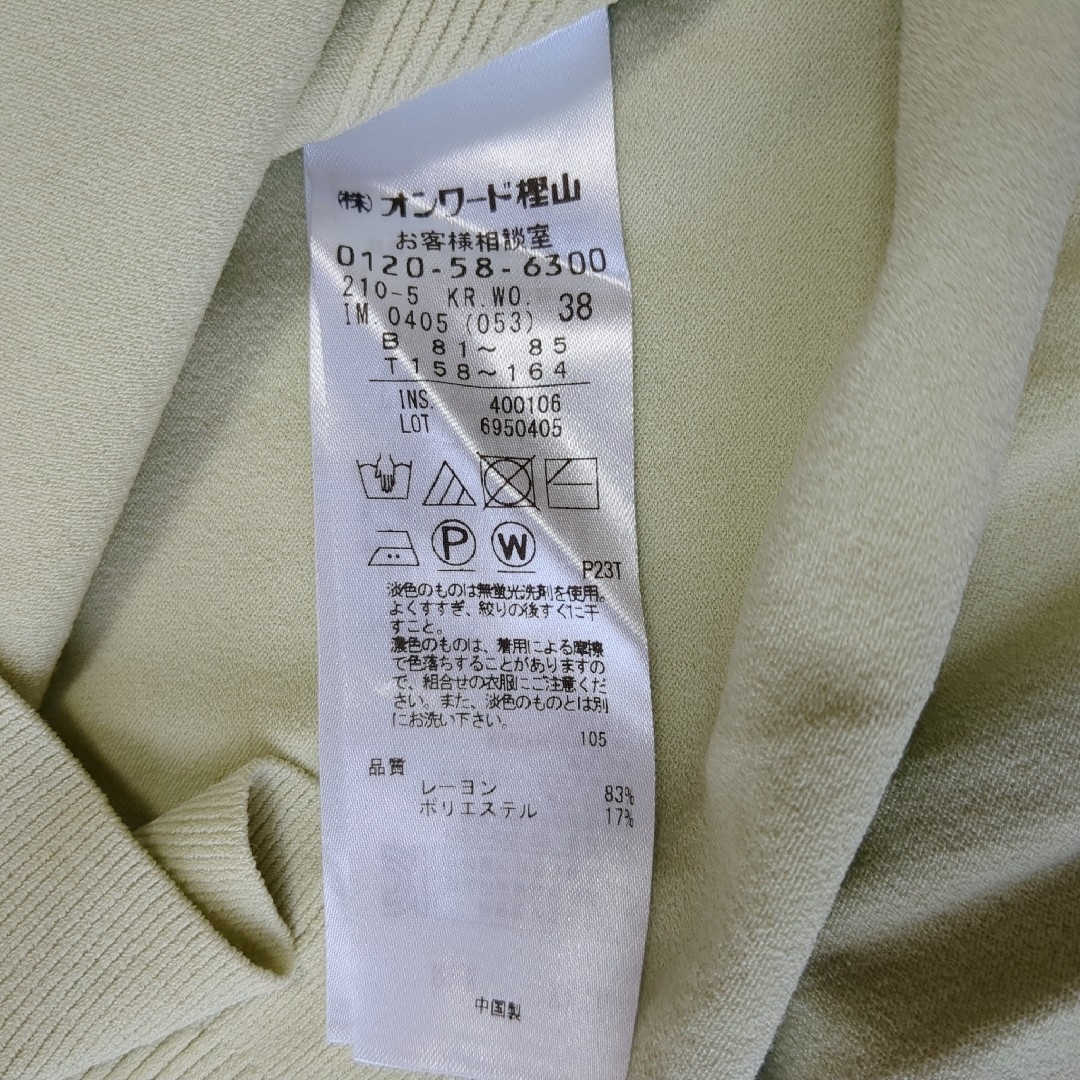 (株)オンワード樫山
お客様相談室
0120-58-6300
210-5 KR.WO. 38
IM 0405 (053)
B 81～ 85
T158～164
INS. 400106
LOT 6950405
P W
P23T
淡色のものは無蛍光洗剤を使用。
よくすすぎ、絞りの後すぐに干
すこと。
濃色のものは、着用による摩擦
で色落ちすることがありますの
で、組合せの衣服にご注意くだ
さい。また、淡色のものとは別
にお洗い下さい。
105
品質
レーヨン 83%
ポリエステル 17%
中国製